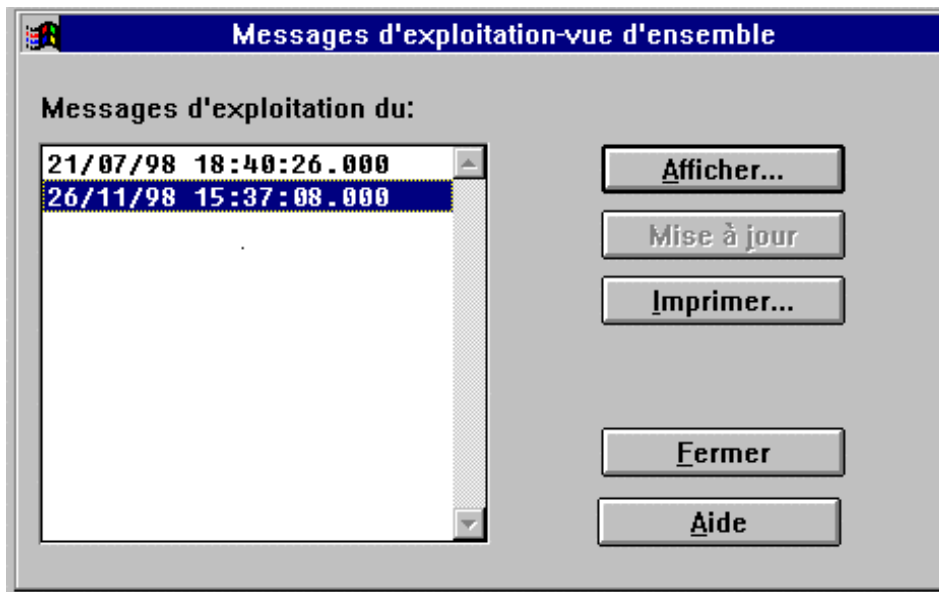 Messages d'exploitation-vue d'ensemble
Messages d'exploitation du:
21/07/98 18:40:26.000
26/11/98 15:37:08.000
Afficher...
Mise à jour
Imprimer...
Fermer
Aide